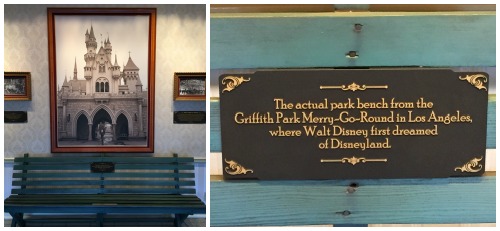 The actual park bench from the
Griffith Park Merry-Go-Round in Los Angeles,
where Walt Disney first dreamed
of Disneyland.